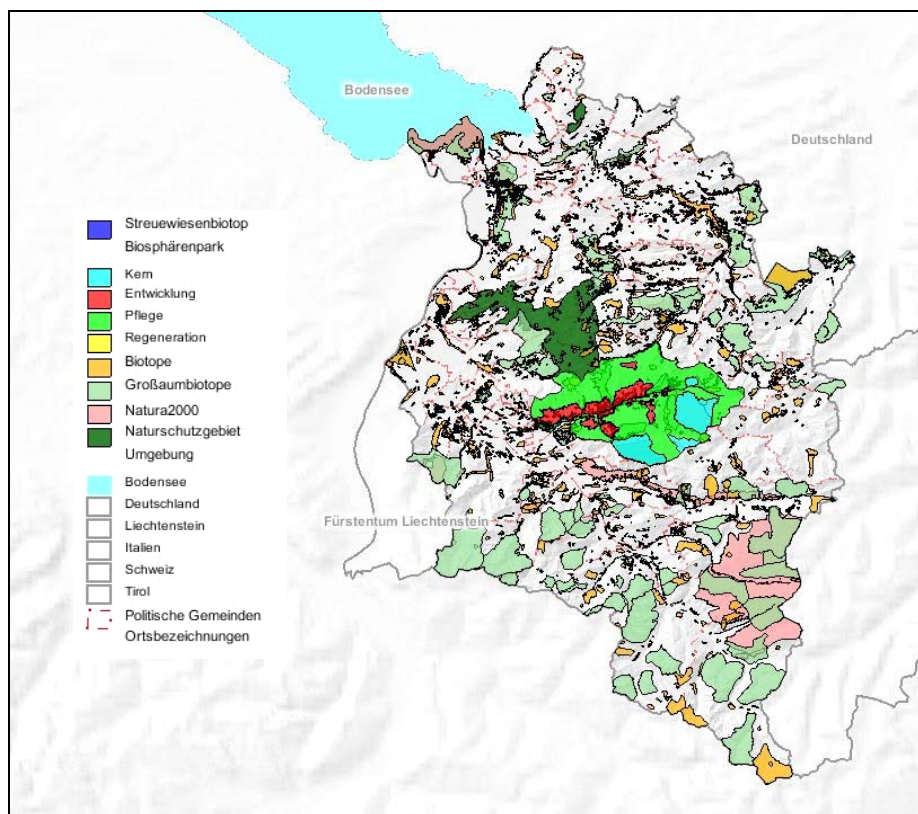 Bodensee
Deutschland
Streuewiesenbiotop
Biosphärenpark
Kern
Entwicklung
Pflege
Regeneration
Biotope
Großaumbiotope
Natura2000
Naturschutzgebiet
Umgebung
Bodensee
Deutschland
Liechtenstein
Italien
Schweiz
Tirol
Politische Gemeinden
Ortsbezeichnungen
Fürstentum Liechtenstein